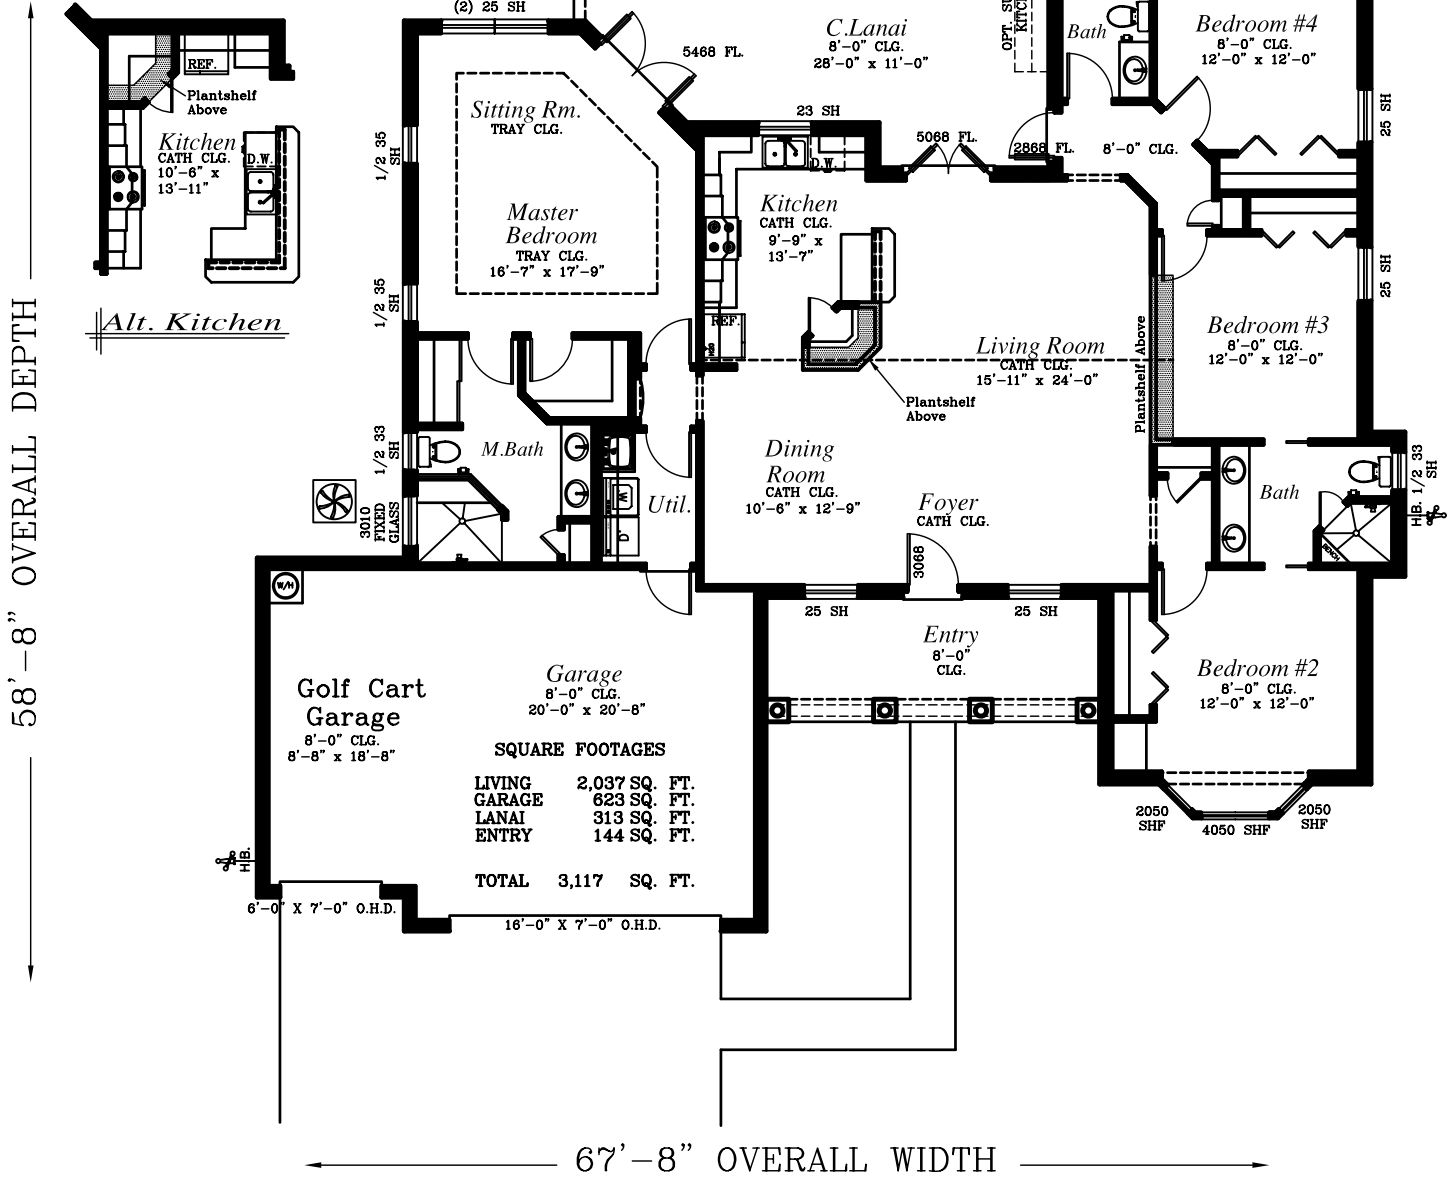 (2) 25 SH
5468 FL.
C.Lanai
8'-0" CLG.
28'-0" x 11'-0"
OPT. SU
KITC
Bath
Bedroom #4
8'-0" CLG.
12'-0" x 12'-0"
25 SH
REF.
Plantshelf
Above
Kitchen
CATH CLG.
10'-6" x
13'-11"
D.W.
Alt. Kitchen
Sitting Rm.
TRAY CLG.
1/2 35
SH
Master
Bedroom
TRAY CLG.
16'-7" x 17'-9"
1/2 35
SH
23 SH
D.W.
5068 FL.
2868 FL.
8'-0" CLG.
Kitchen
CATH CLG.
9'-9" x
13'-7"
REF.
H2O
Living Room
CATH CLG.
15'-11" x 24'-0"
Plantshelf
Above
Plantshelf Above
25 SH
Bedroom #3
8'-0" CLG.
12'-0" x 12'-0"
1/2 33
SH
M.Bath
3010
FIXED
GLASS
Util.
W
D
Dining
Room
CATH CLG.
10'-6" x 12'-9"
Foyer
CATH CLG.
3068
Bath
BENCH
1/2 33
SH
H.B.
W/H
25 SH
25 SH
Entry
8'-0"
CLG.
Bedroom #2
8'-0" CLG.
12'-0" x 12'-0"
2050
SHF
4050 SHF
2050
SHF
Golf Cart
Garage
8'-0" CLG.
8'-8" x 18'-8"
Garage
8'-0" CLG.
20'-0" x 20'-8"
SQUARE FOOTAGES
LIVING 2,037 SQ. FT.
GARAGE 623 SQ. FT.
LANAI 313 SQ. FT.
ENTRY 144 SQ. FT.
TOTAL 3,117 SQ. FT.
H.B.
6'-0" X 7'-0" O.H.D.
16'-0" X 7'-0" O.H.D.
58'-8" OVERALL DEPTH
67'-8" OVERALL WIDTH